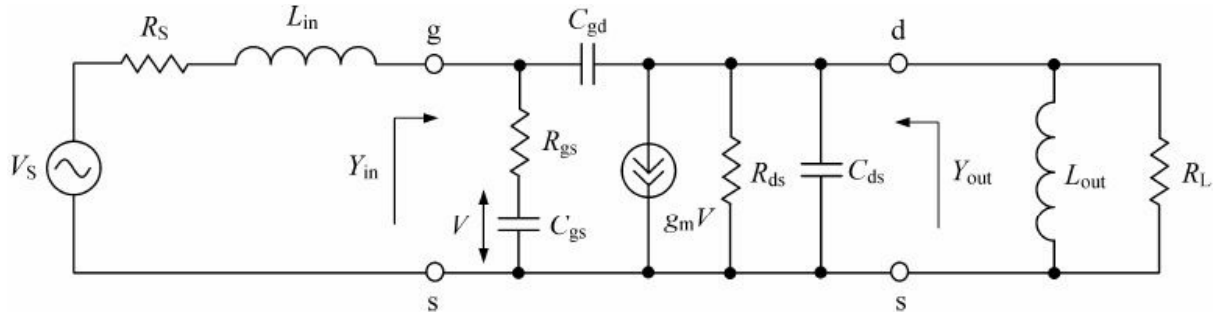 R_S
L_in
g
C_gd
d
V_S
Y_in
R_gs
V
C_gs
g_mV
R_ds
C_ds
Y_out
L_out
R_L
s
s